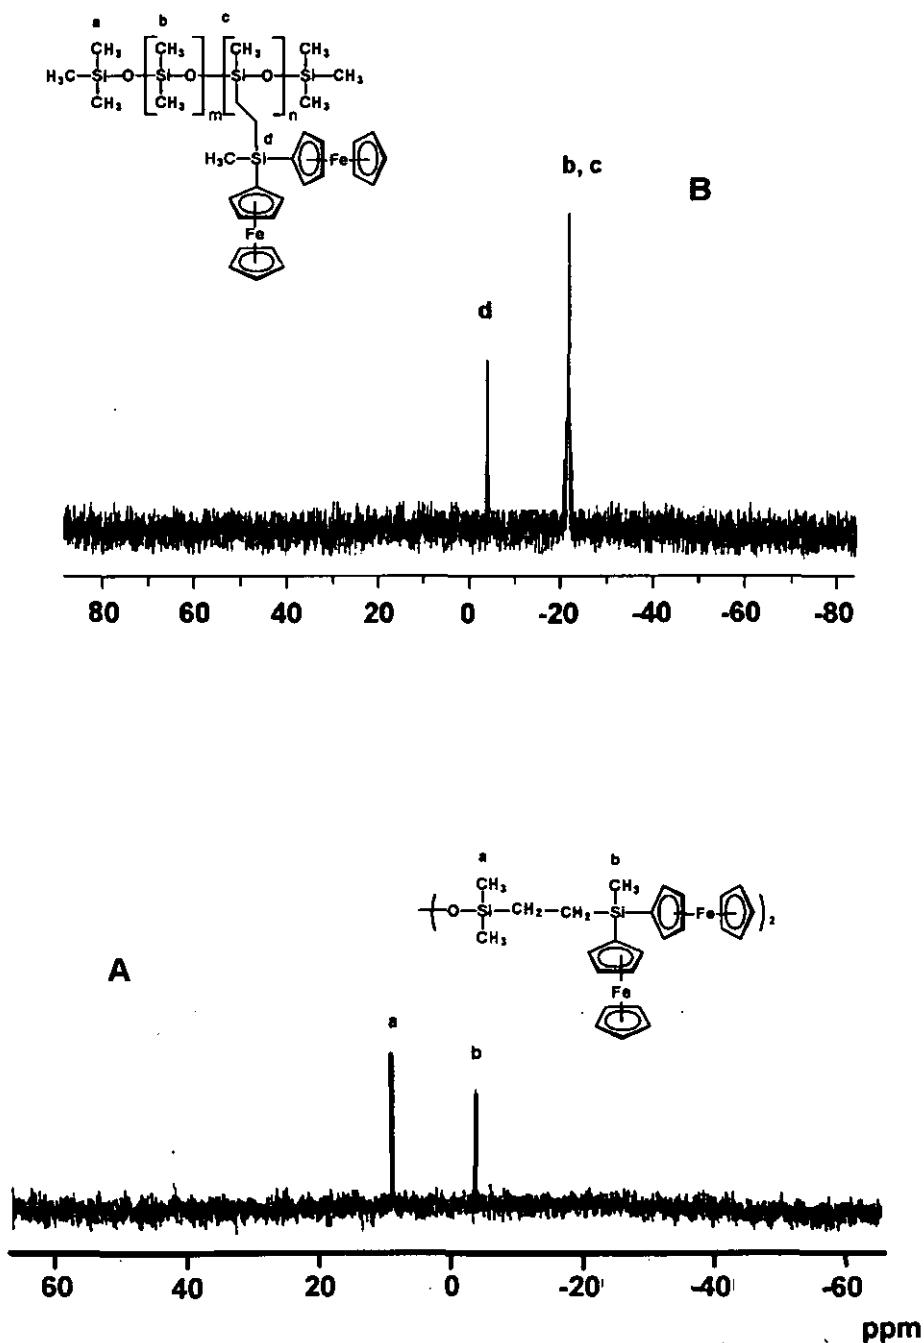 a b c
CH₃ CH₃ CH₃ CH₃
H₃C—Si—O—Si—O—Si—O—Si—CH₃
CH₃ CH₃ CH₃
m n
d
H₃C—Si Fe
Fe
b, c
B
d
80 60 40 20 0 -20 -40 -60 -80
a b
CH₃ CH₃
O—Si—CH₂—CH₂—Si Fe 2
CH₃
Fe
A
a
b
60 40 20 0 -20 -40 -60
ppm